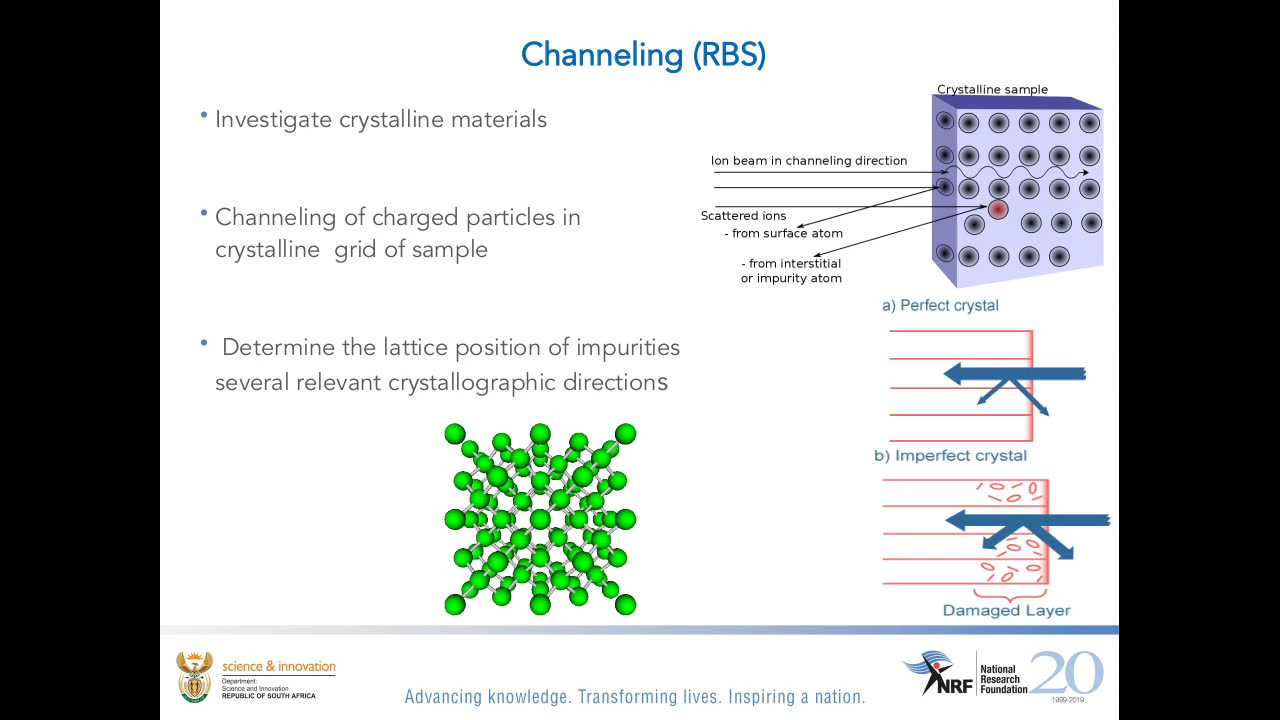 Channeling (RBS)
• Investigate crystalline materials
• Channeling of charged particles in
crystalline grid of sample
• Determine the lattice position of impurities
several relevant crystallographic directions
Crystalline sample
Ion beam in channeling direction
Scattered ions
- from surface atom
- from interstitial
or impurity atom
a) Perfect crystal
b) Imperfect crystal
Damaged Layer
science & innovation
Department:
Science and Innovation
REPUBLIC OF SOUTH AFRICA
Advancing knowledge. Transforming lives. Inspiring a nation.
NRF
National
Research
Foundation
20
1999-2019